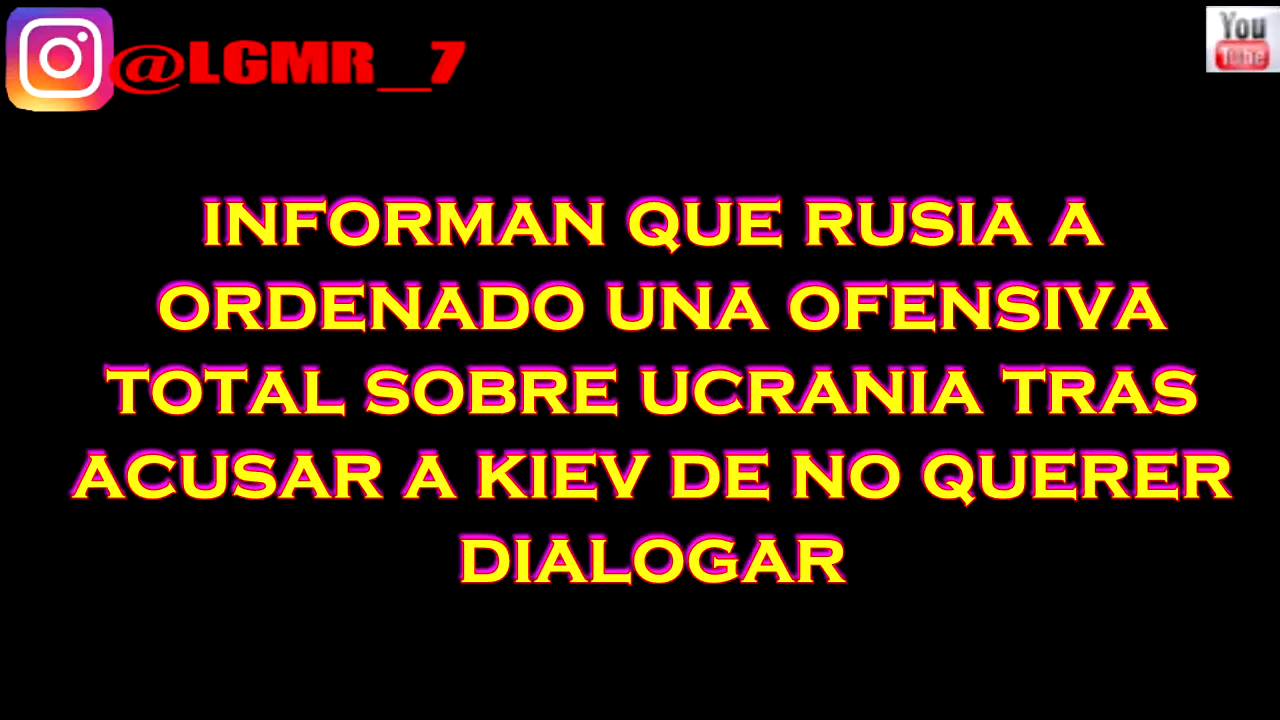 @LGMR_7
You
Tube
INFORMAN QUE RUSIA A
ORDENADO UNA OFENSIVA
TOTAL SOBRE UCRANIA TRAS
ACUSAR A KIEV DE NO QUERER
DIALOGAR